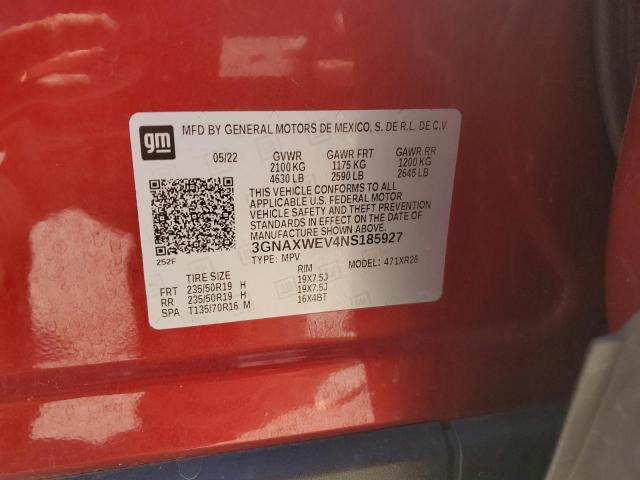 gm
MFD BY GENERAL MOTORS DE MEXICO, S. DE R.L. DE C.V.
05/22 GVWR GAWR FRT GAWR RR
2100 KG 1175 KG 1200 KG
4630 LB 2590 LB 2645 LB
THIS VEHICLE CONFORMS TO ALL
APPLICABLE U.S. FEDERAL MOTOR
VEHICLE SAFETY AND THEFT PREVENTION
STANDARDS IN EFFECT ON THE DATE OF
MANUFACTURE SHOWN ABOVE.
3GNAXWEV4NS185927
252F TYPE: MPV MODEL: 471XR26
TIRE SIZE RIM
FRT 235/50R19 H 19X7.5J
RR 235/50R19 H 19X7.5J
SPA T135/70R16 M 16X4BT